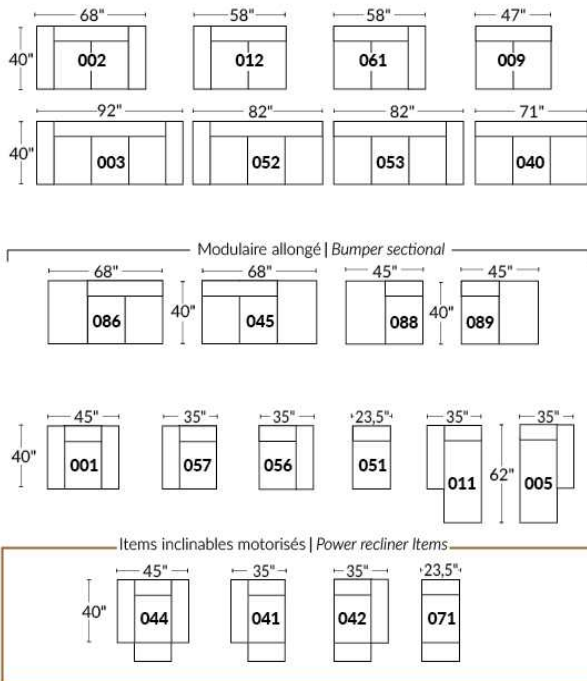 68" 58" 58" 47"
40" 002 012 061 009
92" 82" 82" 71"
40" 003 052 053 040
Modulaire allongé | Bumper sectional
68" 68" 45" 45"
086 40" 045 088 40" 089
45" 35" 35" 23,5" 35" 35"
40" 001 057 056 051 011 62" 005
Items inclinables motorisés | Power recliner Items
45" 35" 35" 23,5"
40" 044 041 042 071